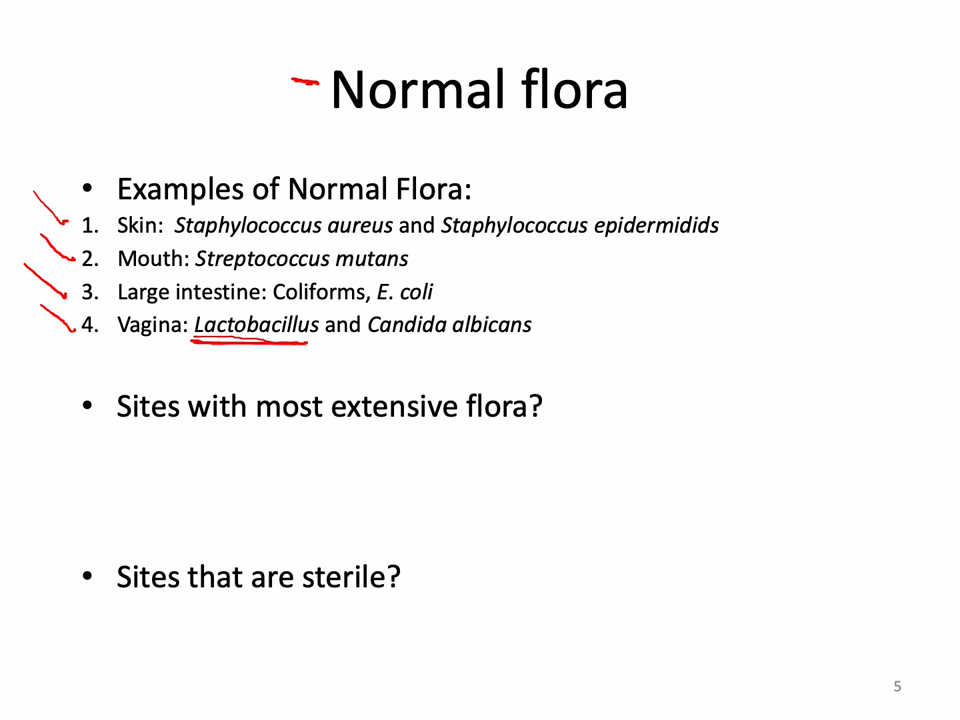 Normal flora
• Examples of Normal Flora:
1. Skin: Staphylococcus aureus and Staphylococcus epidermidids
2. Mouth: Streptococcus mutans
3. Large intestine: Coliforms, E. coli
4. Vagina: Lactobacillus and Candida albicans
• Sites with most extensive flora?
• Sites that are sterile?
5